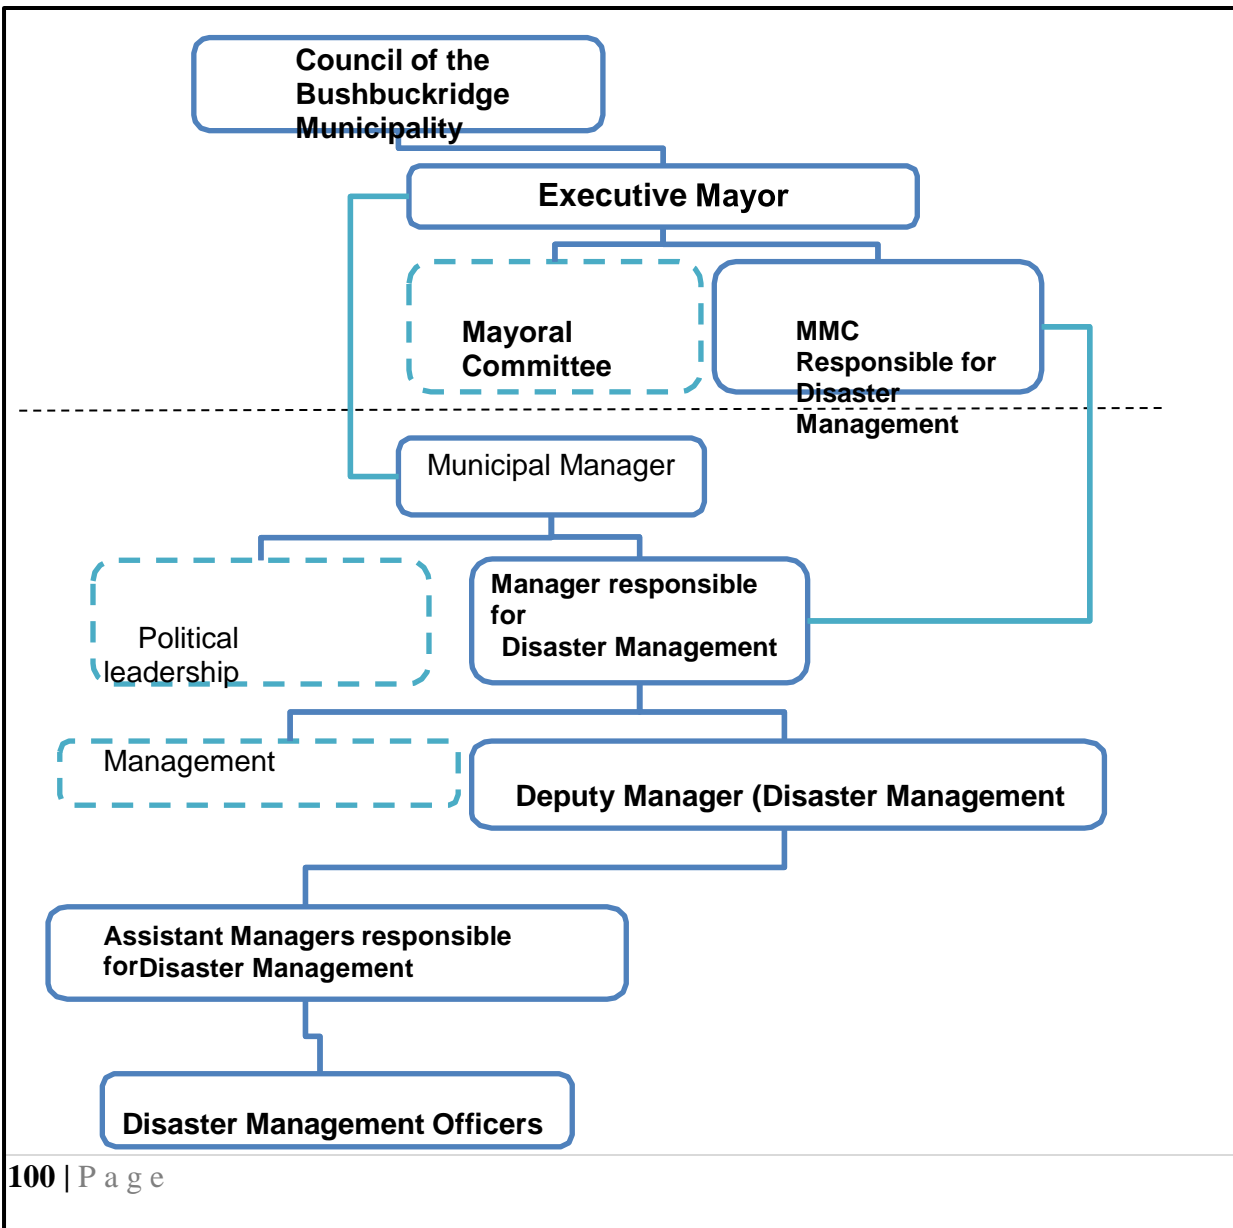 Council of the
Bushbuckridge
Municipality
Executive Mayor
Mayoral
Committee
MMC
Responsible for
Disaster
Management
Municipal Manager
Manager responsible
for
Disaster Management
Political
leadership
Management
Deputy Manager (Disaster Management
Assistant Managers responsible
forDisaster Management
Disaster Management Officers
100 | P a g e